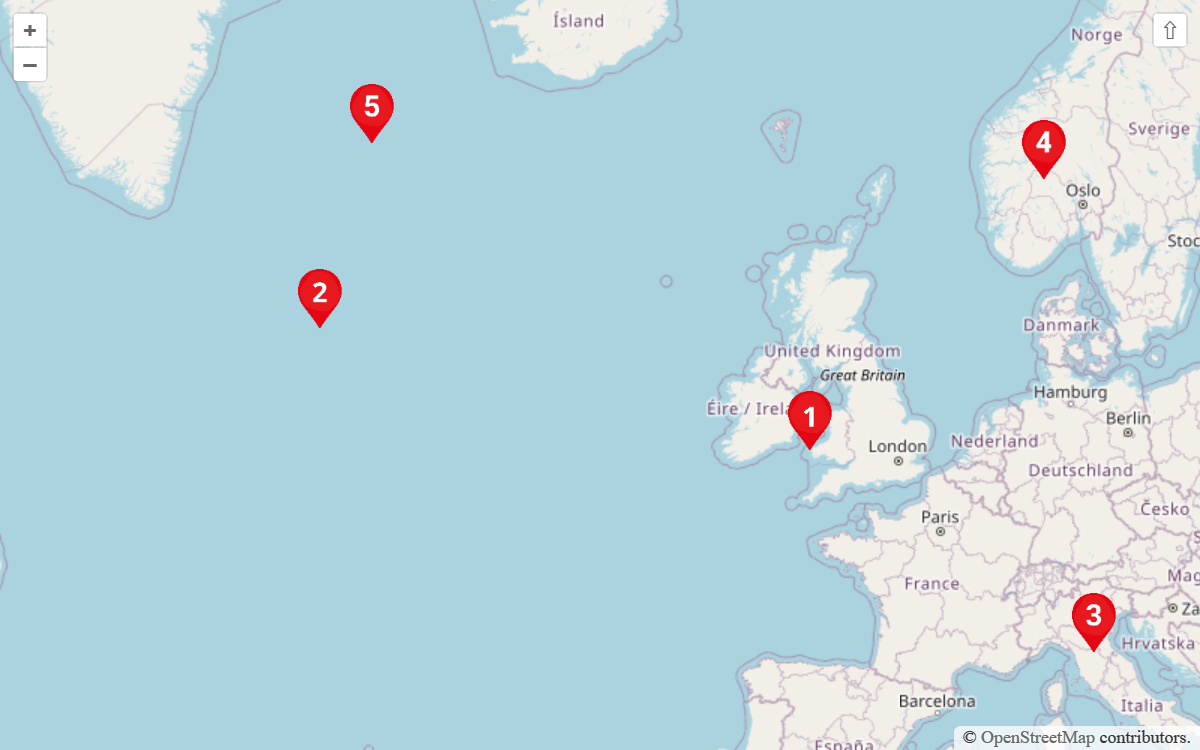 +
−
⇧
Ísland
Norge
5
Sverige
4
Oslo
2
Danmark
United Kingdom
Great Britain
Hamburg
Éire / Irela
1
Berlin
London
Nederland
Deutschland
Česko
Paris
France
Mag
Za
3
Hrvatska
Barcelona
Italia
España
© OpenStreetMap contributors.